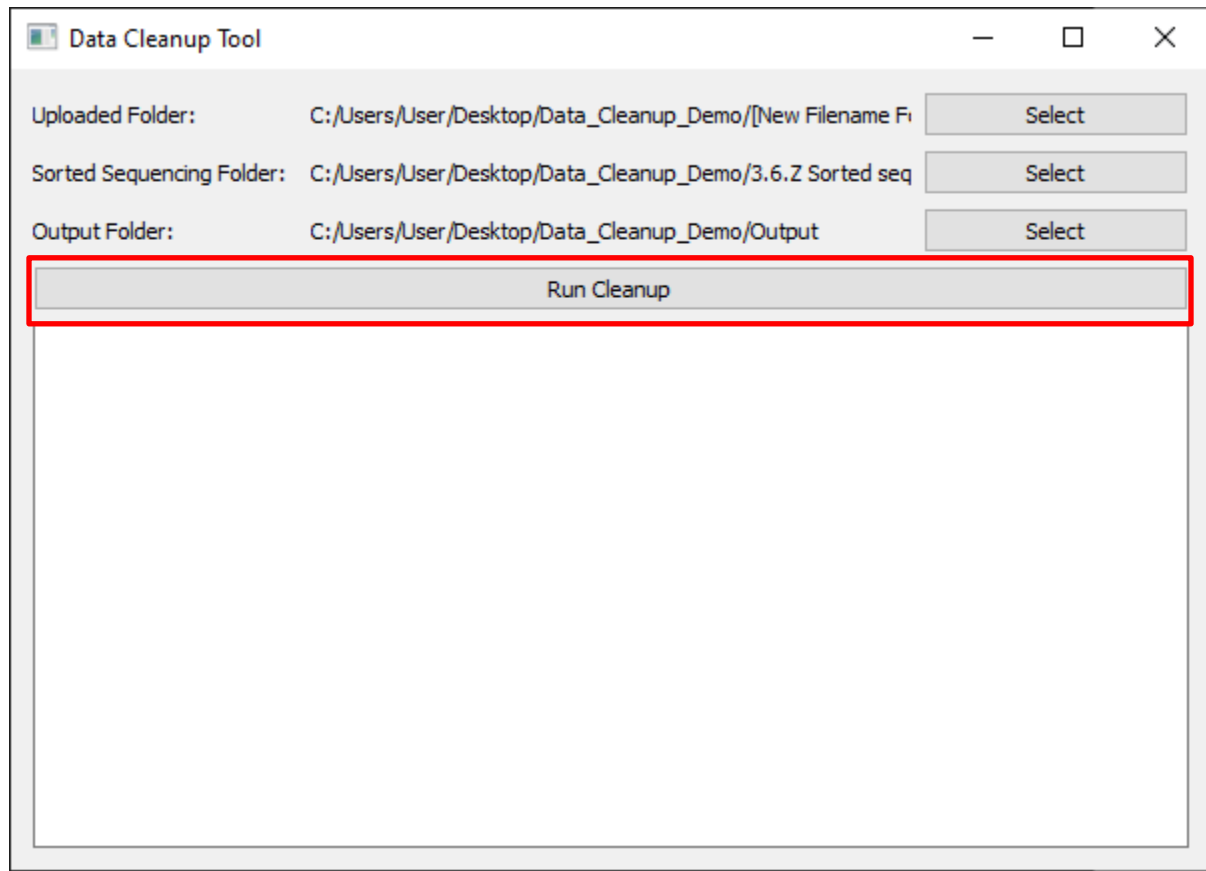 Data Cleanup Tool
Uploaded Folder: C:/Users/User/Desktop/Data_Cleanup_Demo/[New Filename Select
Sorted Sequencing Folder: C:/Users/User/Desktop/Data_Cleanup_Demo/3.6.Z Sorted seq Select
Output Folder: C:/Users/User/Desktop/Data_Cleanup_Demo/Output Select
Run Cleanup